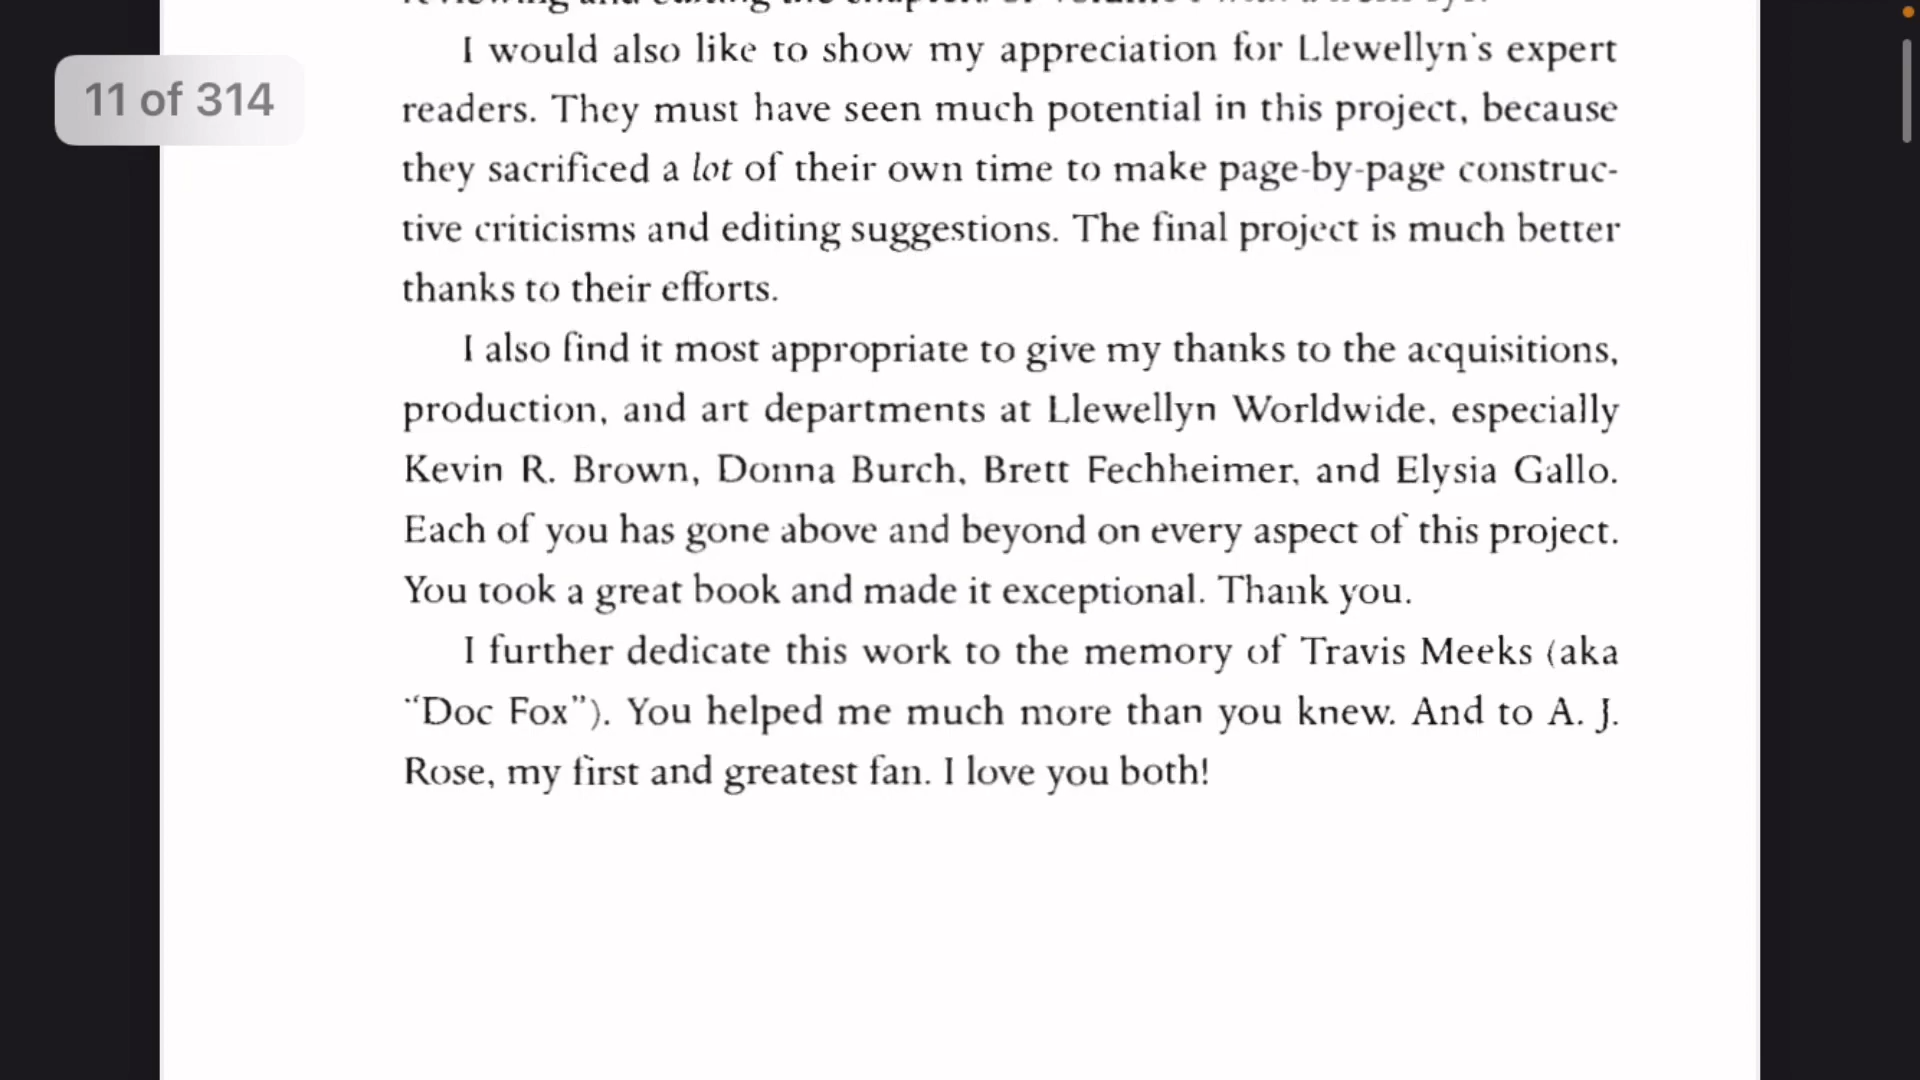 I would also like to show my appreciation for Llewellyn's expert
11 of 314
readers. They must have seen much potential in this project, because
they sacrificed a lot of their own time to make page-by-page construc-
tive criticisms and editing suggestions. The final project is much better
thanks to their efforts.
I also find it most appropriate to give my thanks to the acquisitions,
production, and art departments at Llewellyn Worldwide, especially
Kevin R. Brown, Donna Burch, Brett Fechheimer, and Elysia Gallo.
Each of you has gone above and beyond on every aspect of this project.
You took a great book and made it exceptional. Thank you.
I further dedicate this work to the memory of Travis Meeks (aka
“Doc Fox”). You helped me much more than you knew. And to A. J.
Rose, my first and greatest fan. I love you both!